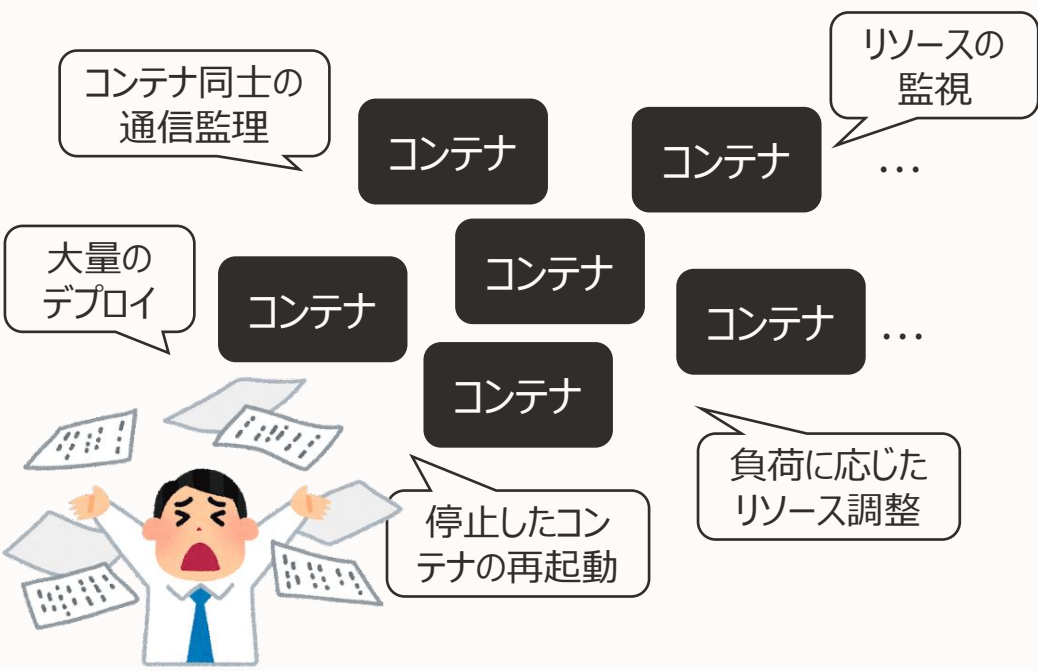 リソースの
監視
コンテナ同士の
通信監理
コンテナ
コンテナ
…
大量の
デプロイ
コンテナ
コンテナ
コンテナ
…
コンテナ
負荷に応じた
リソース調整
停止したコン
テナの再起動